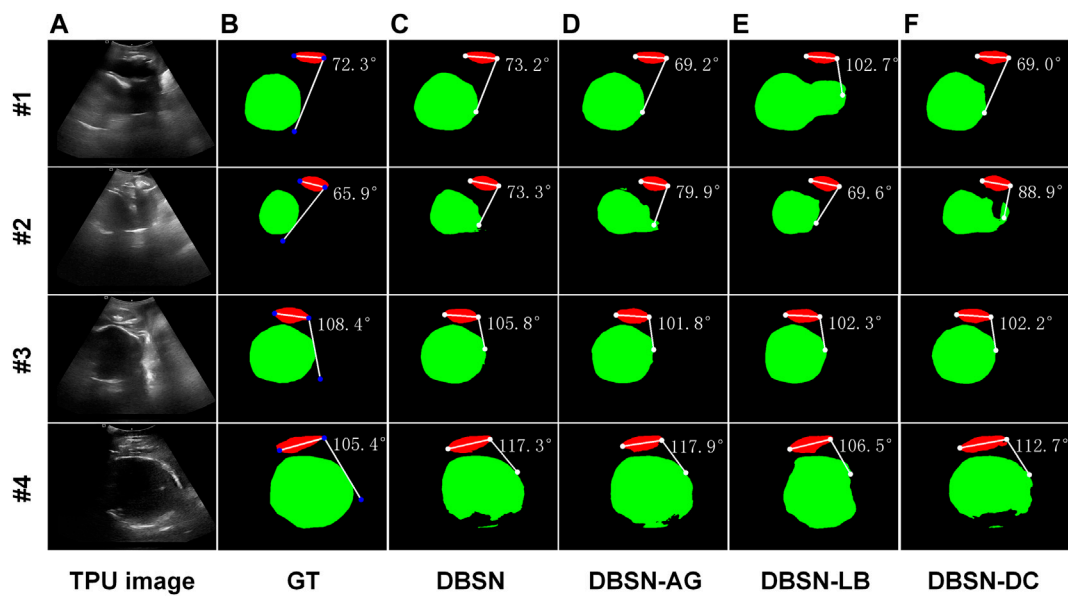 A B C D E F
#1 72.3° 73.2° 69.2° 102.7° 69.0°
#2 65.9° 73.3° 79.9° 69.6° 88.9°
#3 108.4° 105.8° 101.8° 102.3° 102.2°
#4 105.4° 117.3° 117.9° 106.5° 112.7°
TPU image GT DBSN DBSN-AG DBSN-LB DBSN-DC